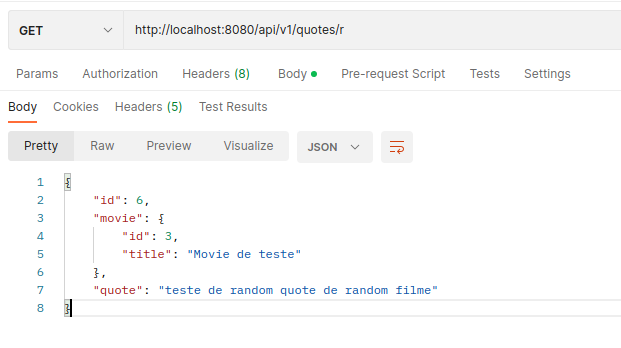 GET http://localhost:8080/api/v1/quotes/r
Params Authorization Headers (8) Body Pre-request Script Tests Settings
Body Cookies Headers (5) Test Results
Pretty Raw Preview Visualize JSON
1 {
2 "id": 6,
3 "movie": {
4 "id": 3,
5 "title": "Movie de teste"
6 },
7 "quote": "teste de random quote de random filme"
8 }